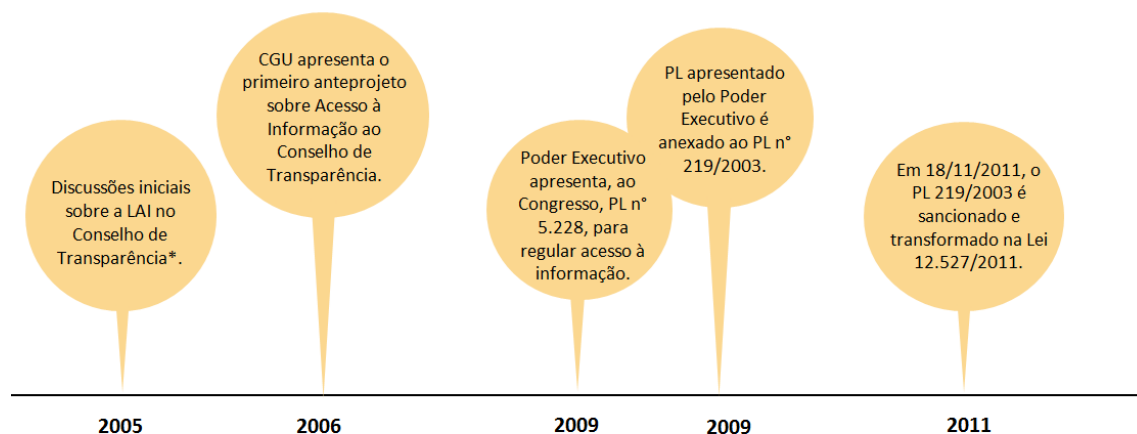 Discussões iniciais
sobre a LAI no
Conselho de
Transparência*.
CGU apresenta o
primeiro anteprojeto
sobre Acesso à
Informação ao
Conselho de
Transparência.
Poder Executivo
apresenta, ao
Congresso, PL n°
5.228, para
regular acesso à
informação.
PL apresentado
pelo Poder
Executivo é
anexado ao PL n°
219/2003.
Em 18/11/2011, o
PL 219/2003 é
sancionado e
transformado na Lei
12.527/2011.
2005
2006
2009
2009
2011